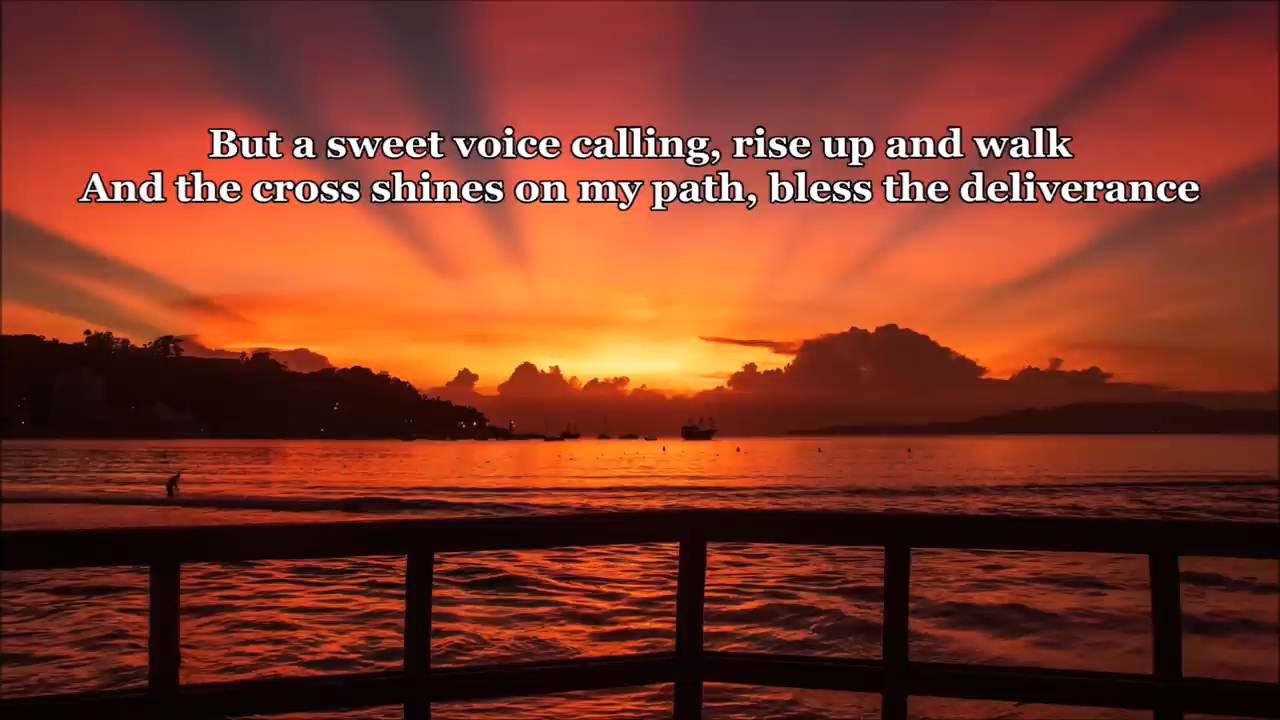 But a sweet voice calling, rise up and walk
And the cross shines on my path, bless the deliverance